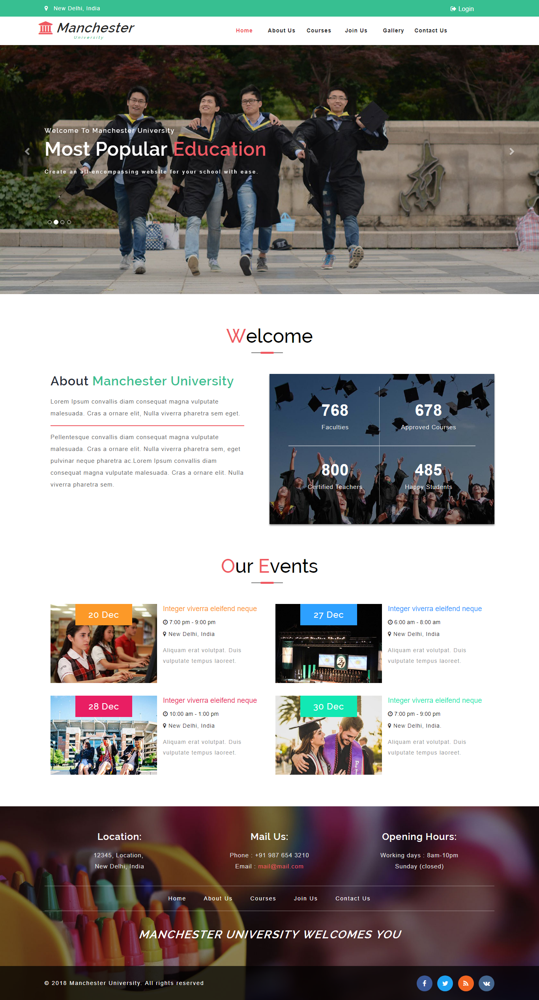 New Delhi, India
Login
Manchester
University
Home About Us Courses Join Us Gallery Contact Us
Welcome To Manchester University
Most Popular Education
Create an all-encompassing website for your school with ease.
Welcome
About Manchester University
Lorem Ipsum convallis diam consequat magna vulputate
malesuada. Cras a ornare elit, Nulla viverra pharetra sem eget.
Pellentesque convallis diam consequat magna vulputate
malesuada. Cras a ornare elit. Nulla viverra pharetra sem, eget
pulvinar neque pharetra ac.Lorem Ipsum convallis diam
consequat magna vulputate malesuada. Cras a ornare elit. Nulla
viverra pharetra sem.
768
Faculties
678
Approved Courses
800
Certified Teachers
485
Happy Students
Our Events
20 Dec
Integer viverra eleifend neque
7:00 pm - 9:00 pm
New Delhi, India
Aliquam erat volutpat. Duis
vulputate tempus laoreet.
27 Dec
Integer viverra eleifend neque
6:00 am - 8:00 am
New Delhi, India
Aliquam erat volutpat. Duis
vulputate tempus laoreet.
28 Dec
Integer viverra eleifend neque
10:00 am - 1:00 pm
New Delhi, India
Aliquam erat volutpat. Duis
vulputate tempus laoreet.
30 Dec
Integer viverra eleifend neque
7:00 pm - 9:00 pm
New Delhi, India.
Aliquam erat volutpat. Duis
vulputate tempus laoreet.
Location:
12345, Location,
New Delhi, India
Mail Us:
Phone : +91 987 654 3210
Email : mail@mail.com
Opening Hours:
Working days : 8am-10pm
Sunday (closed)
Home About Us Courses Join Us Contact Us
MANCHESTER UNIVERSITY WELCOMES YOU
© 2018 Manchester University. All rights reserved